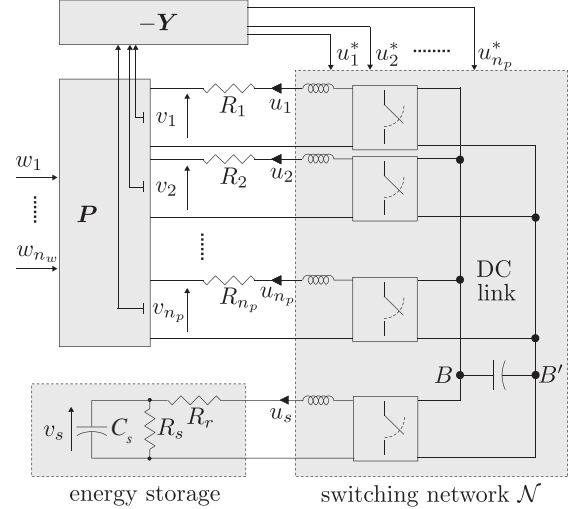 −Y
u₁* u₂* ........ uₙₚ*
R₁ u₁
v₁
w₁
R₂ u₂
v₂
P
wₙ_w
DC
link
Rₙₚ uₙₚ
vₙₚ
B B′
vₛ Cₛ Rₛ Rᵣ uₛ
energy storage
switching network 𝒩